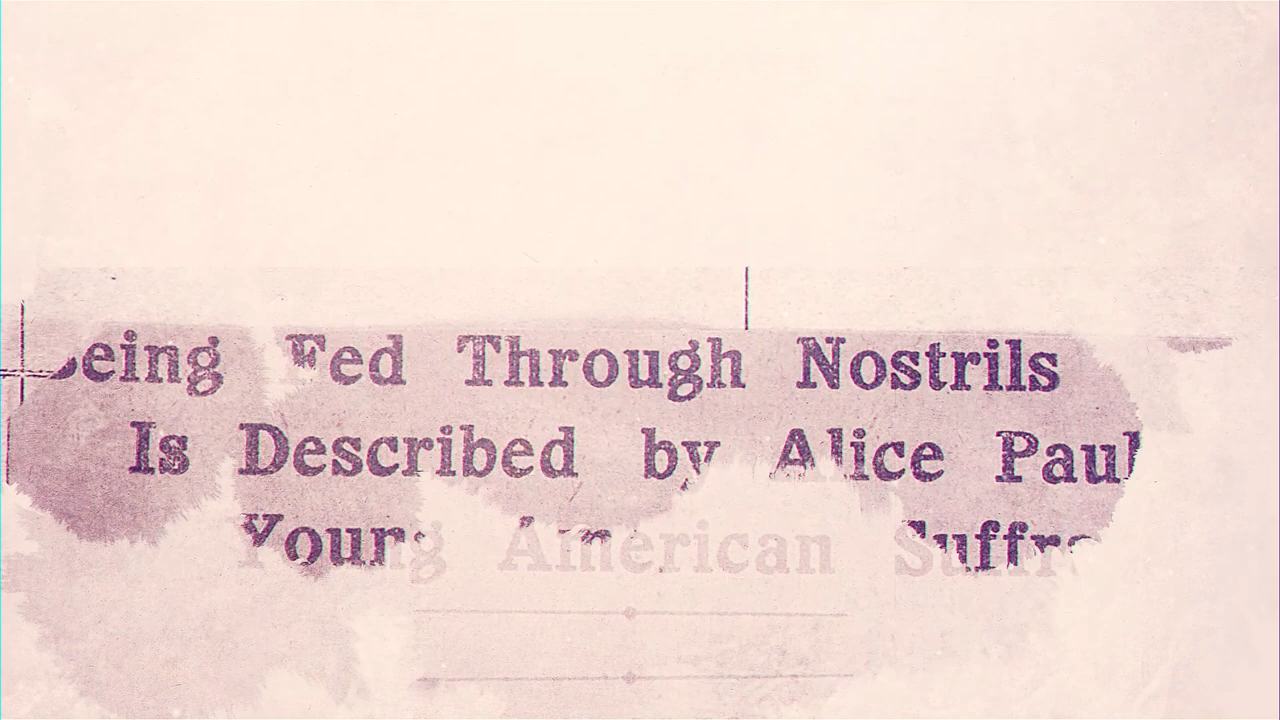 Being Fed Through Nostrils
Is Described by Alice Paul
Young American